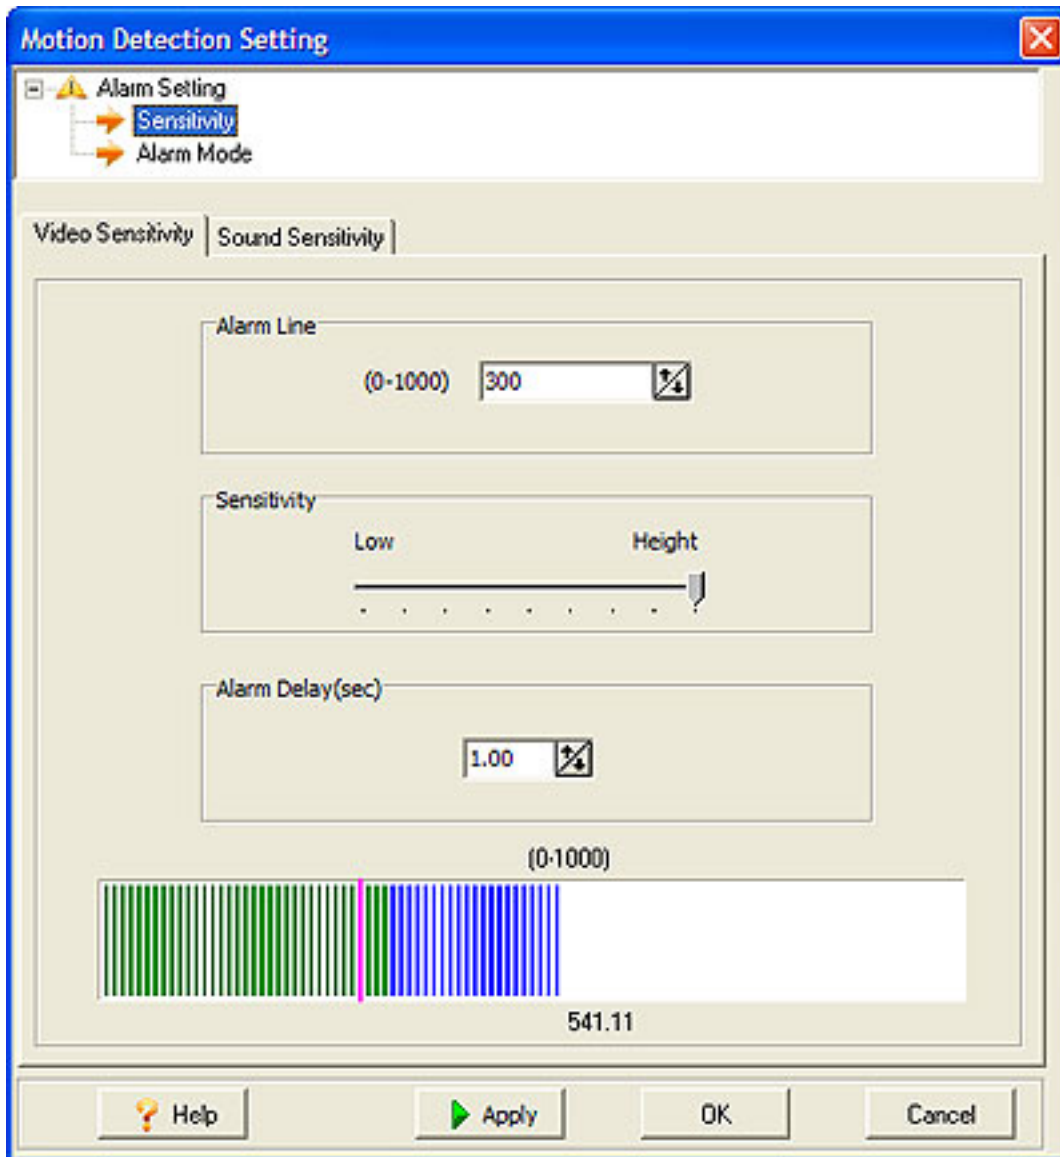 Motion Detection Setting
Alarm Setting
Sensitivity
Alarm Mode
Video Sensitivity Sound Sensitivity
Alarm Line
(0-1000) 300
Sensitivity
Low Height
Alarm Delay(sec)
1.00
(0-1000)
541.11
Help Apply OK Cancel